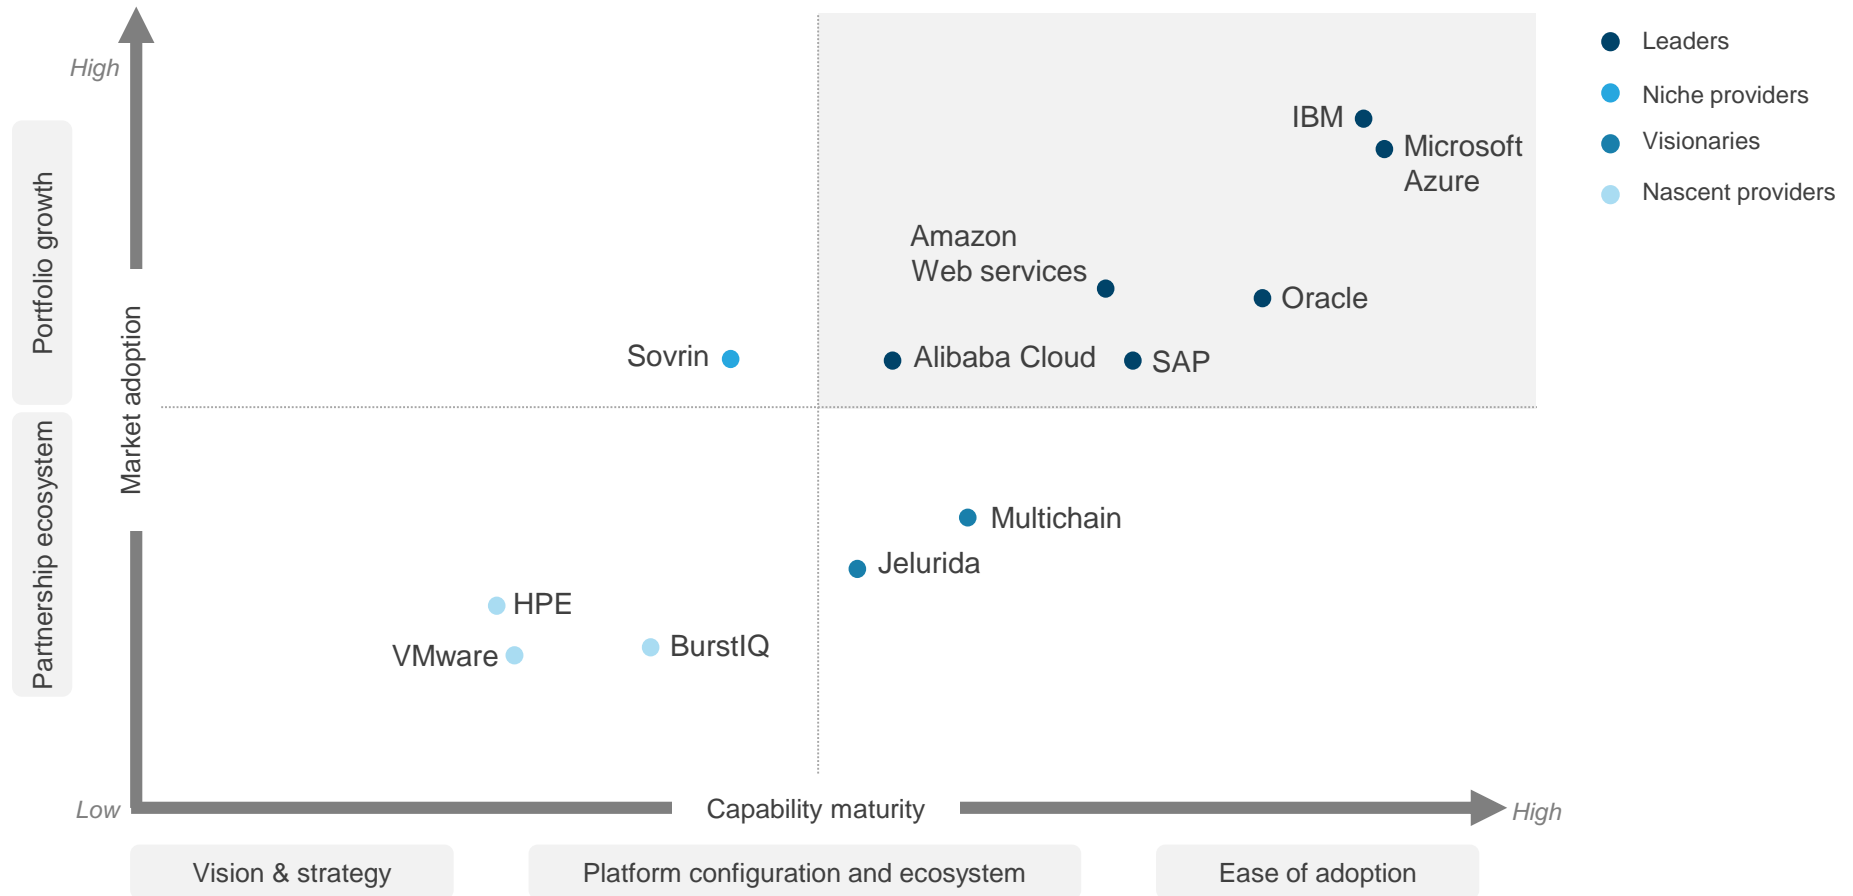 High
Portfolio growth
Partnership ecosystem
Market adoption
IBM
Microsoft
Azure
Amazon
Web services
Oracle
Sovrin
Alibaba Cloud
SAP
Multichain
Jelurida
HPE
VMware
BurstIQ
Low
Capability maturity
High
Vision & strategy
Platform configuration and ecosystem
Ease of adoption
Leaders
Niche providers
Visionaries
Nascent providers